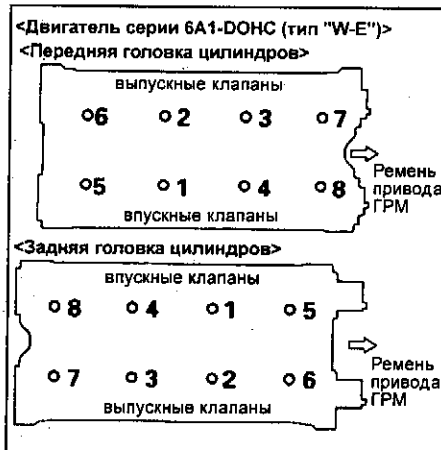 <Двигатель серии 6A1-DOHC (тип "W-E")>
<Передняя головка цилиндров>
выпускные клапаны
6 2 3 7
Ремень
привода
ГРМ
5 1 4 8
впускные клапаны
<Задняя головка цилиндров>
впускные клапаны
8 4 1 5
Ремень
привода
ГРМ
7 3 2 6
выпускные клапаны